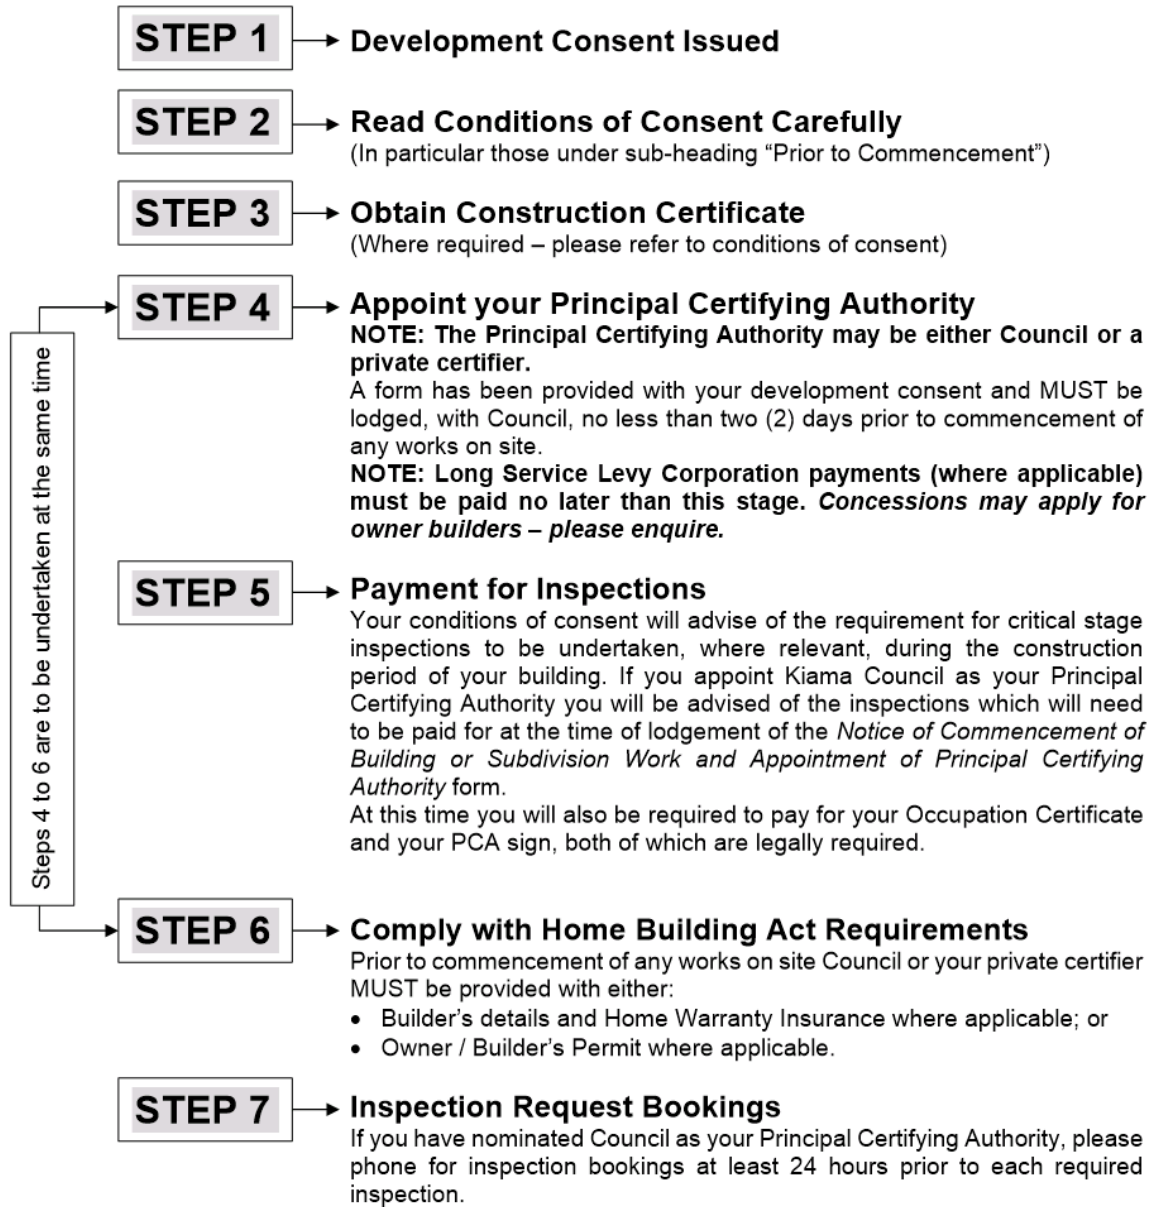 STEP 1
Development Consent Issued
STEP 2
Read Conditions of Consent Carefully
(In particular those under sub-heading “Prior to Commencement”)
STEP 3
Obtain Construction Certificate
(Where required – please refer to conditions of consent)
Steps 4 to 6 are to be undertaken at the same time
STEP 4
Appoint your Principal Certifying Authority
NOTE: The Principal Certifying Authority may be either Council or a
private certifier.
A form has been provided with your development consent and MUST be
lodged, with Council, no less than two (2) days prior to commencement of
any works on site.
NOTE: Long Service Levy Corporation payments (where applicable)
must be paid no later than this stage. Concessions may apply for
owner builders – please enquire.
STEP 5
Payment for Inspections
Your conditions of consent will advise of the requirement for critical stage
inspections to be undertaken, where relevant, during the construction
period of your building. If you appoint Kiama Council as your Principal
Certifying Authority you will be advised of the inspections which will need
to be paid for at the time of lodgement of the Notice of Commencement of
Building or Subdivision Work and Appointment of Principal Certifying
Authority form.
At this time you will also be required to pay for your Occupation Certificate
and your PCA sign, both of which are legally required.
STEP 6
Comply with Home Building Act Requirements
Prior to commencement of any works on site Council or your private certifier
MUST be provided with either:
• Builder’s details and Home Warranty Insurance where applicable; or
• Owner / Builder’s Permit where applicable.
STEP 7
Inspection Request Bookings
If you have nominated Council as your Principal Certifying Authority, please
phone for inspection bookings at least 24 hours prior to each required
inspection.